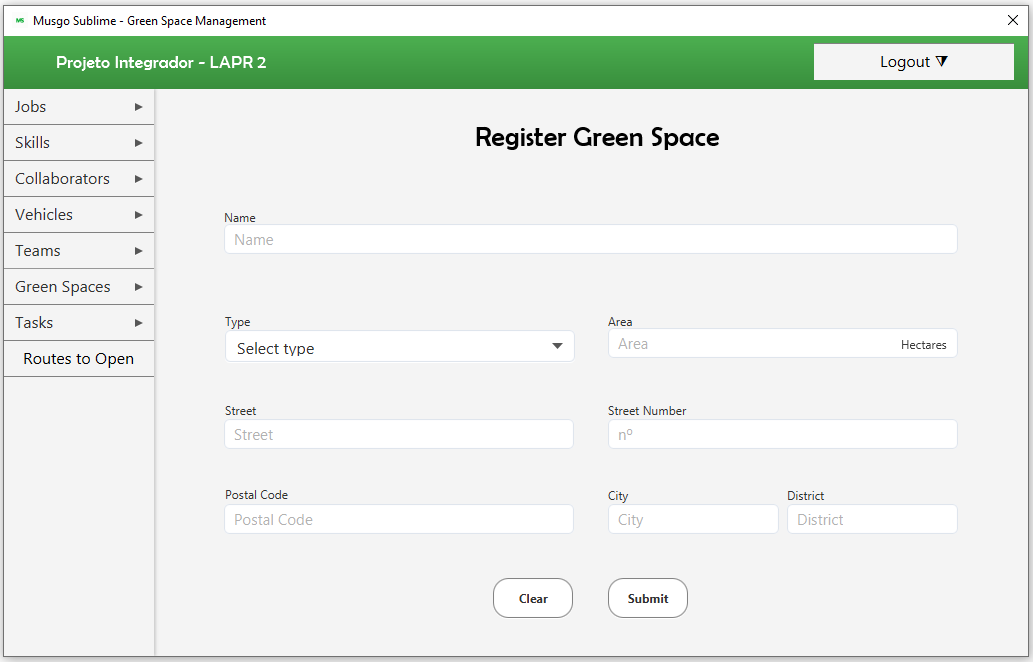 MS Musgo Sublime - Green Space Management
Projeto Integrador - LAPR 2
Logout
Jobs
Skills
Collaborators
Vehicles
Teams
Green Spaces
Tasks
Routes to Open
Register Green Space
Name
Name
Type
Area
Select type
Area
Hectares
Street
Street Number
Street
nº
Postal Code
City
District
Postal Code
City
District
Clear
Submit